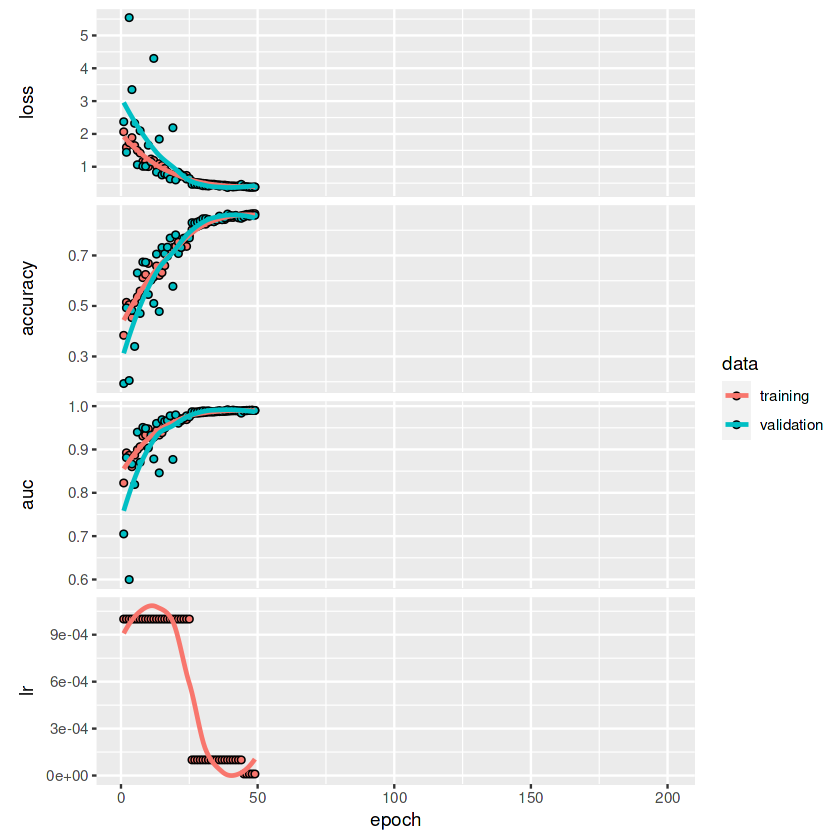 loss
5
4
3
2
1
accuracy
0.7
0.5
0.3
auc
1.0
0.9
0.8
0.7
0.6
lr
9e-04
6e-04
3e-04
0e+00
0 50 100 150 200
epoch
data
training
validation